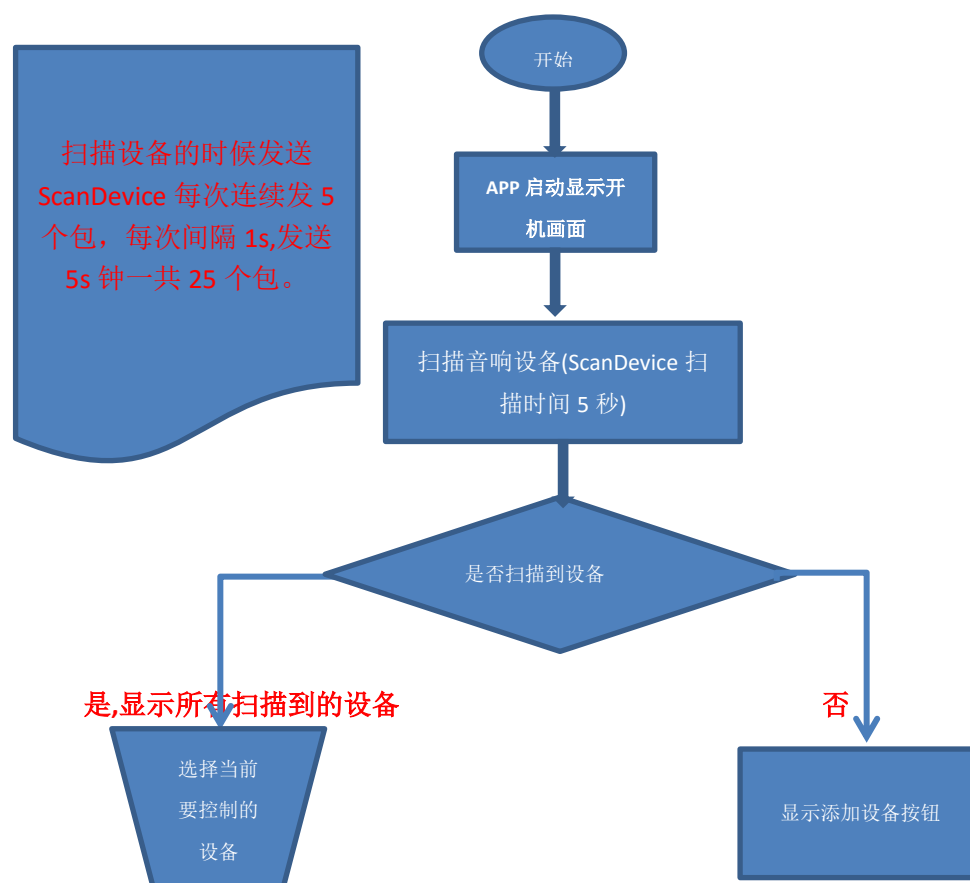 开始
扫描设备的时候发送
ScanDevice 每次连续发 5
个包，每次间隔 1s,发送
5s 钟一共 25 个包。
APP 启动显示开
机画面
扫描音响设备(ScanDevice 扫
描时间 5 秒)
是否扫描到设备
是,显示所有扫描到的设备
否
选择当前
要控制的
设备
显示添加设备按钮